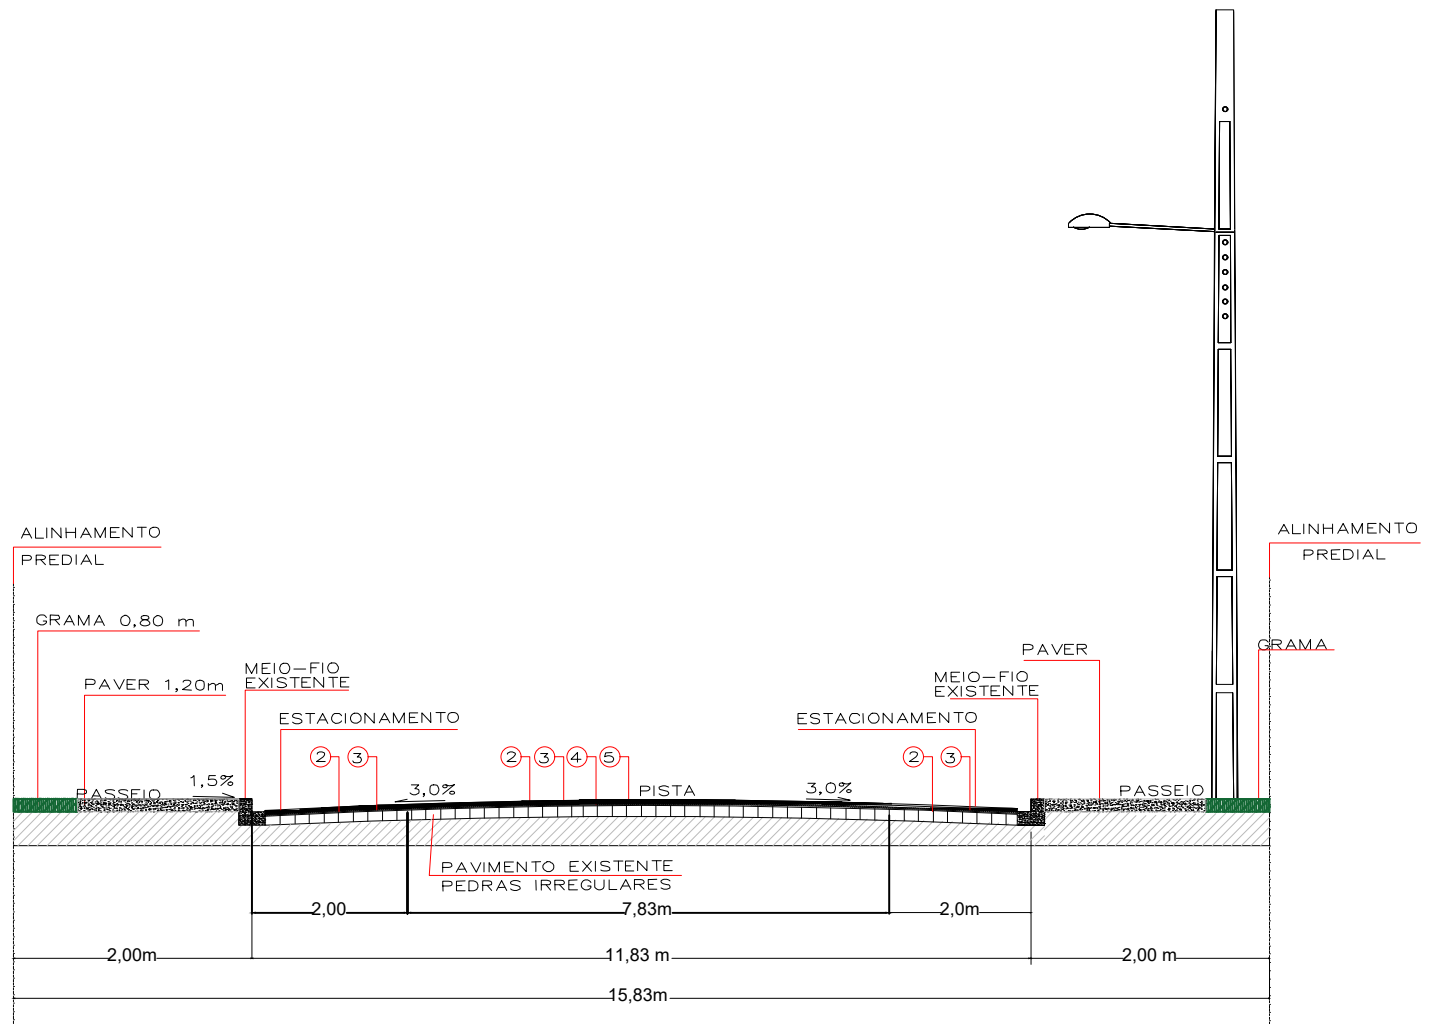 ALINHAMENTO
PREDIAL
ALINHAMENTO
PREDIAL
GRAMA 0,80 m
GRAMA
PAVER
MEIO-FIO
EXISTENTE
PAVER 1,20m
MEIO-FIO
EXISTENTE
ESTACIONAMENTO
ESTACIONAMENTO
2
3
2
3
4
5
2
3
PASSEIO
1,5%
3,0%
PISTA
3,0%
PASSEIO
PAVIMENTO EXISTENTE
PEDRAS IRREGULARES
2,00
7,83m
2,0m
2,00m
11,83 m
2,00 m
15,83m